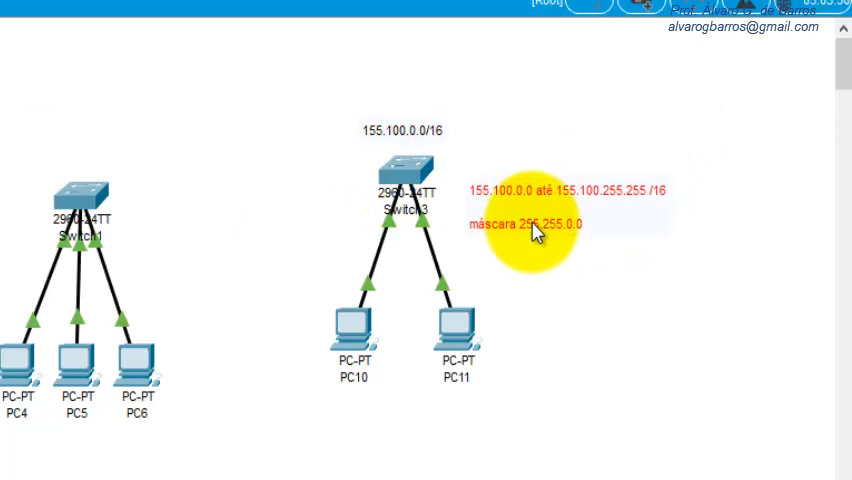 [Root]
Prof. Álvaro G. de Barros
alvarogbarros@gmail.com
155.100.0.0/16
2960-24TT
Switch3
155.100.0.0 até 155.100.255.255 /16
máscara 255.255.0.0
2960-24TT
Switch1
PC-PT
PC10
PC-PT
PC11
PC-PT
PC4
PC-PT
PC5
PC-PT
PC6